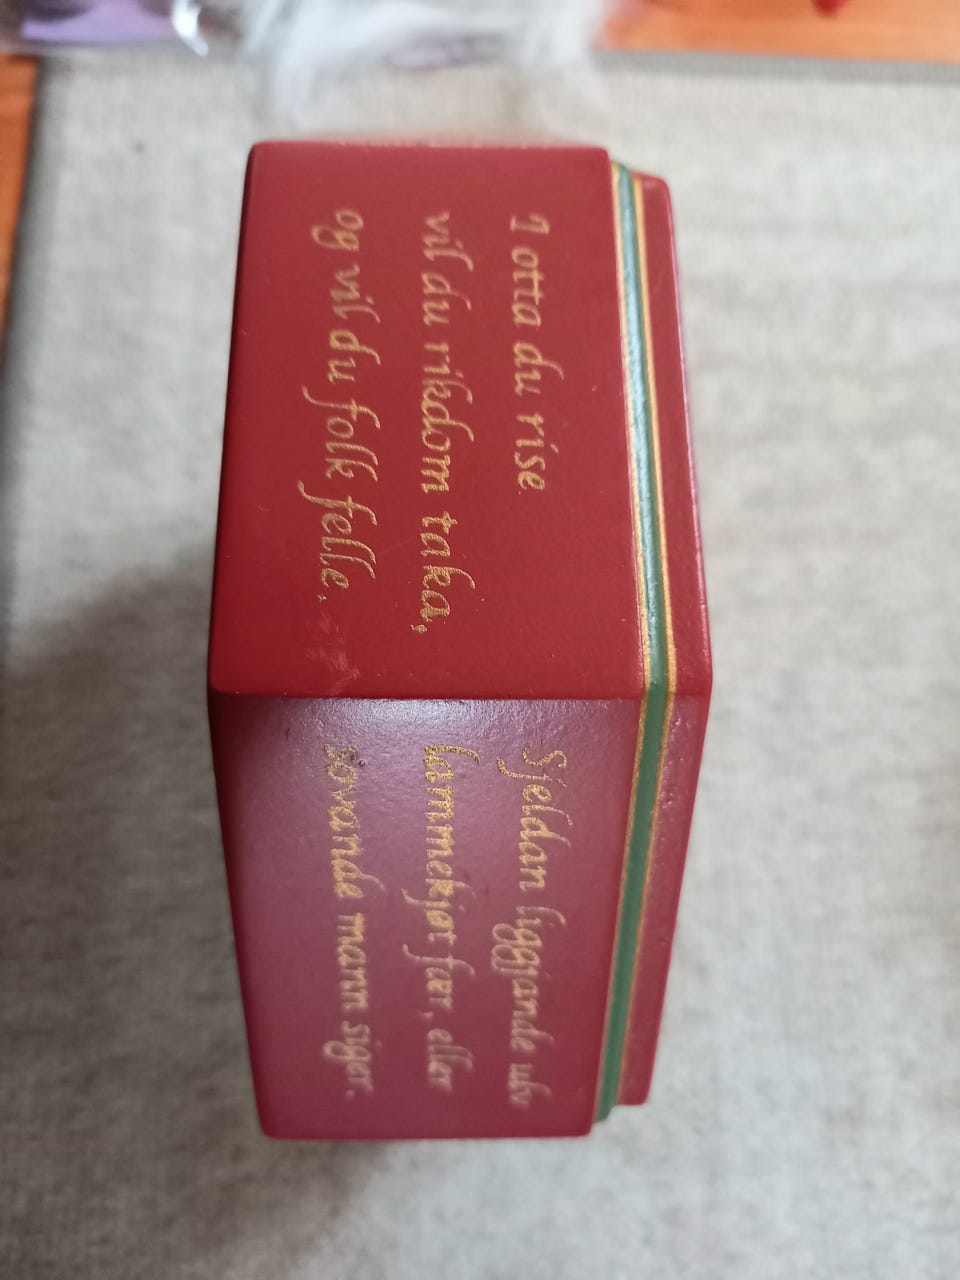 I otta du rise
vil du rikdom taka,
og vil du folk felle.
Sjeldan liggjande ulv
lammekjøt fær, eller
sovande mann siger.